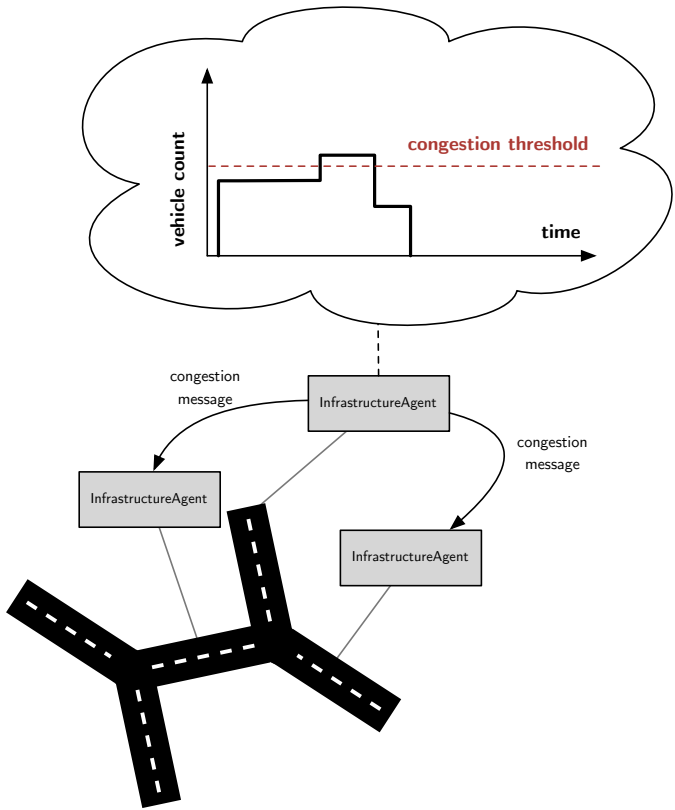 congestion threshold
vehicle count
time
congestion
message
InfrastructureAgent
congestion
message
InfrastructureAgent
InfrastructureAgent